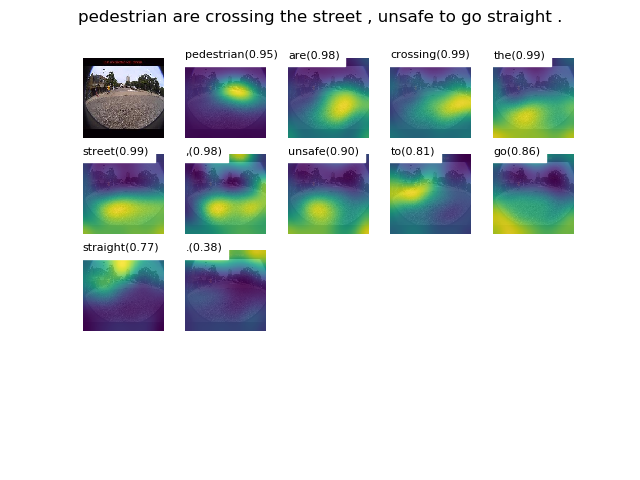 pedestrian are crossing the street , unsafe to go straight .
pedestrian(0.95) are(0.98) crossing(0.99) the(0.99)
street(0.99) ,(0.98) unsafe(0.90) to(0.81) go(0.86)
straight(0.77) .(0.38)